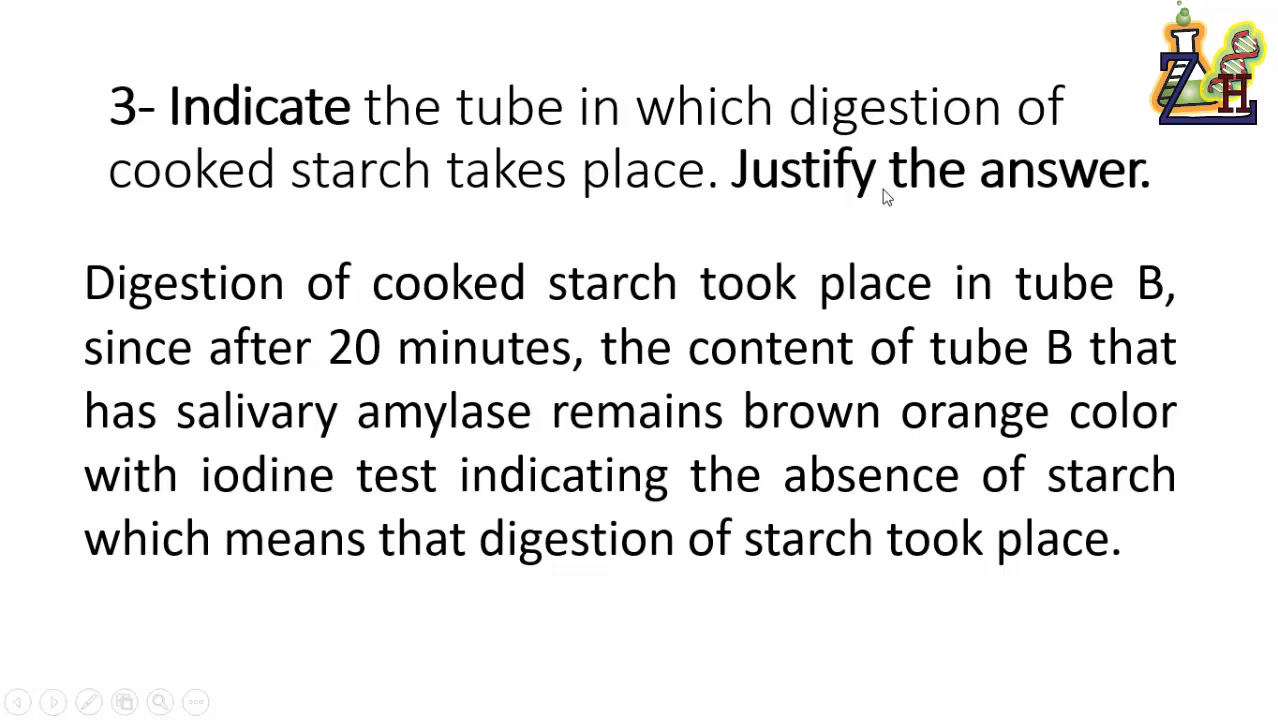 ZH
3- Indicate the tube in which digestion of
cooked starch takes place. Justify the answer.
Digestion of cooked starch took place in tube B,
since after 20 minutes, the content of tube B that
has salivary amylase remains brown orange color
with iodine test indicating the absence of starch
which means that digestion of starch took place.